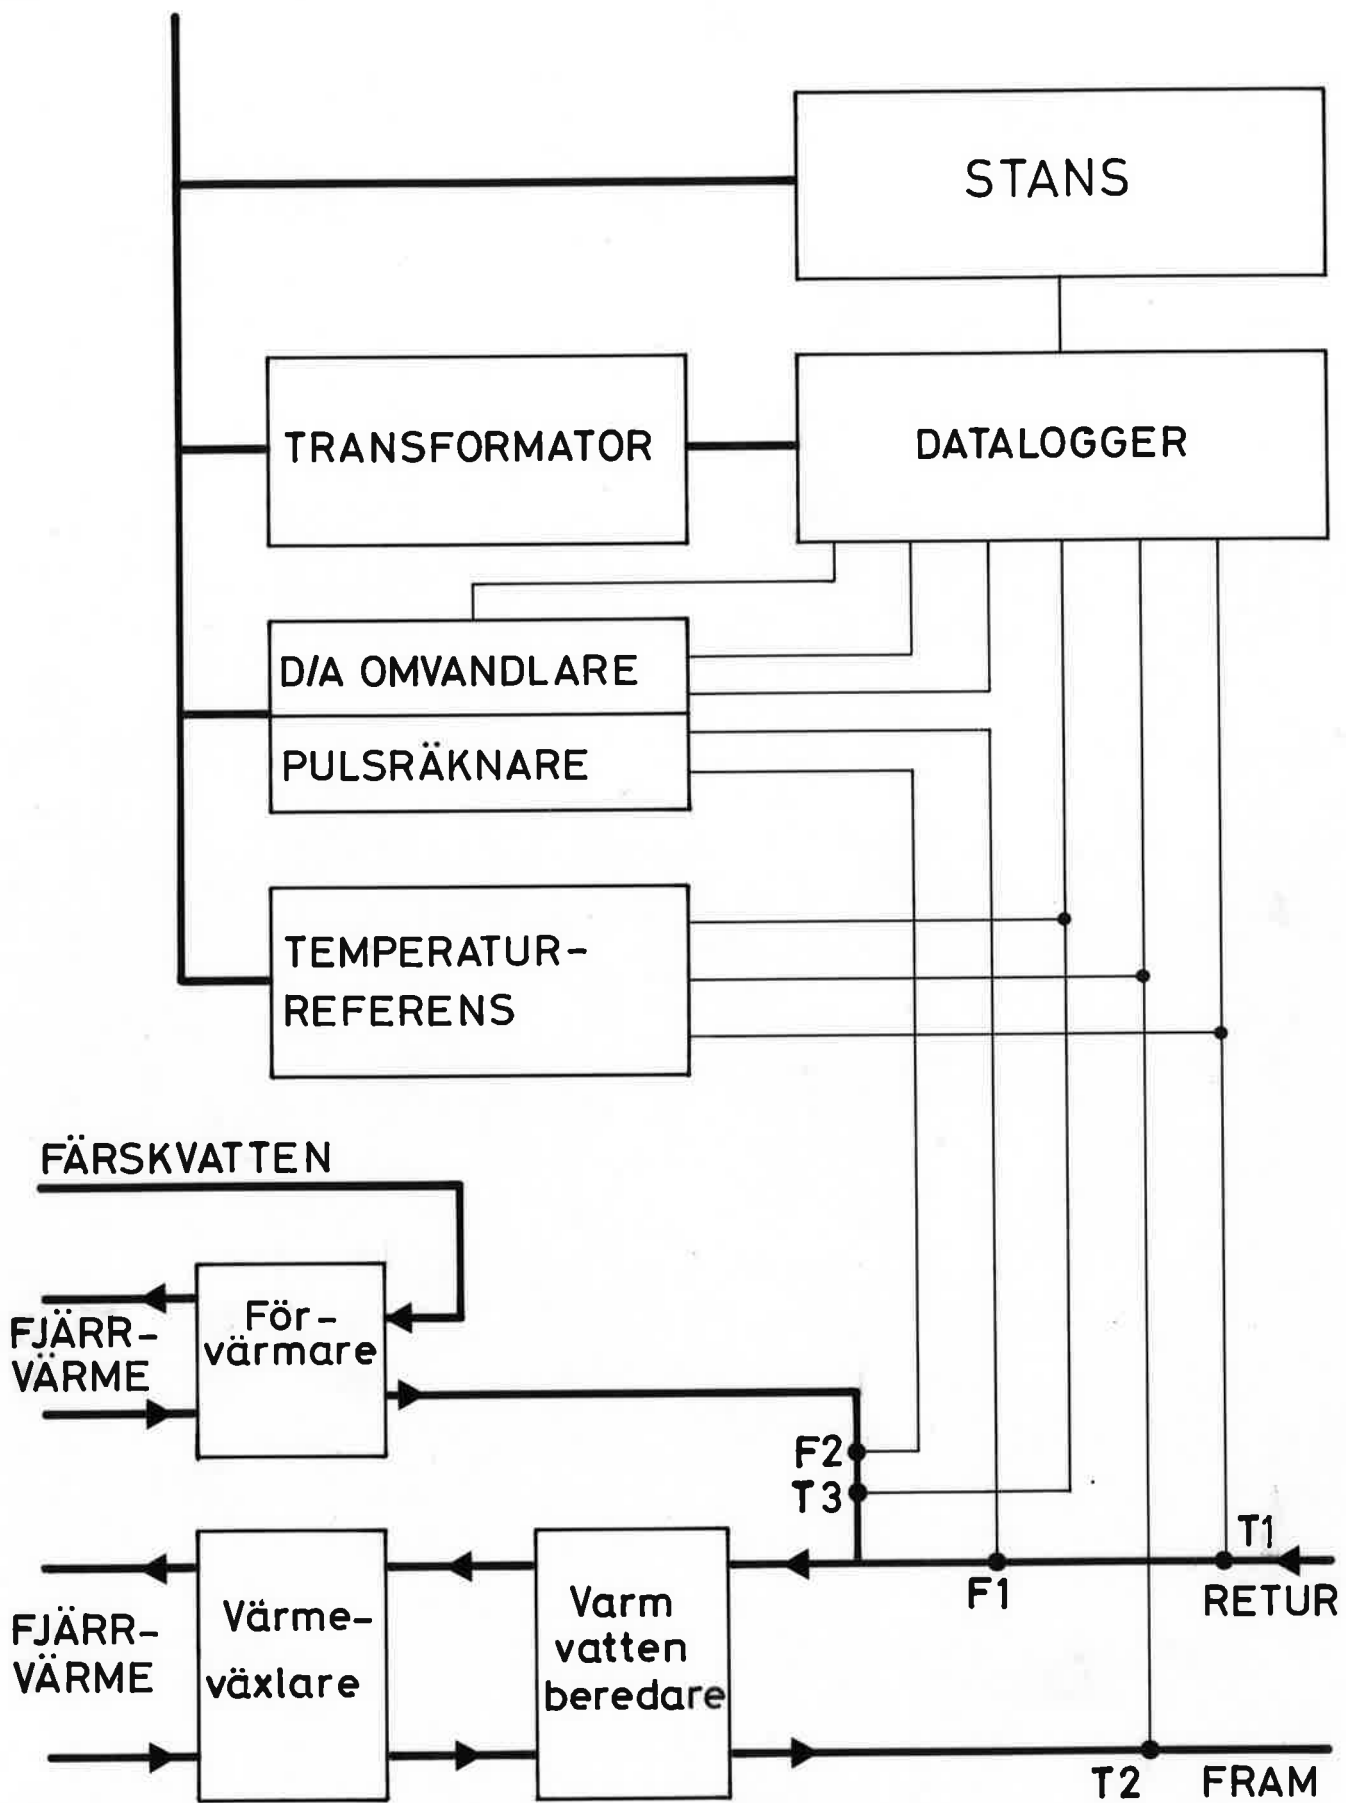 STANS
TRANSFORMATOR
DATALOGGER
D/A OMVANDLARE
PULSRÄKNARE
TEMPERATUR-
REFERENS
FÄRSKVATTEN
FJÄRR-
VÄRME
För-
värmare
F2
T3
T1
F1
RETUR
FJÄRR-
VÄRME
Värme-
växlare
Varm
vatten
beredare
T2
FRAM